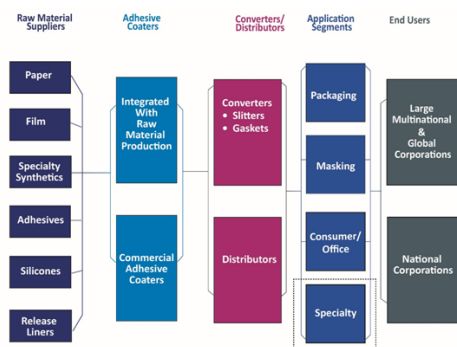 Raw Material
Suppliers
Adhesive
Coaters
Converters/
Distributors
Application
Segments
End Users
Paper
Film
Specialty
Synthetics
Adhesives
Silicones
Release
Liners
Integrated
With
Raw
Material
Production
Commercial
Adhesive
Coaters
Converters
• Slitters
• Gaskets
Distributors
Packaging
Masking
Consumer/
Office
Specialty
Large
Multinational
&
Global
Corporations
National
Corporations